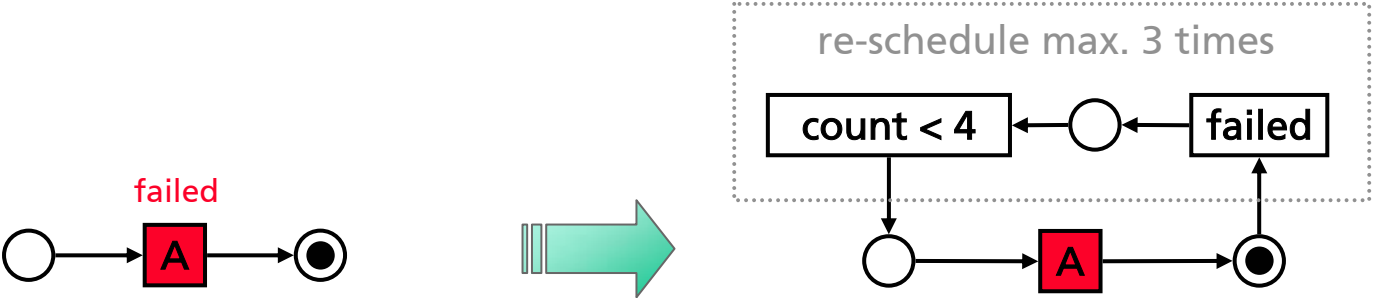 failed
A
re-schedule max. 3 times
count < 4
failed
A